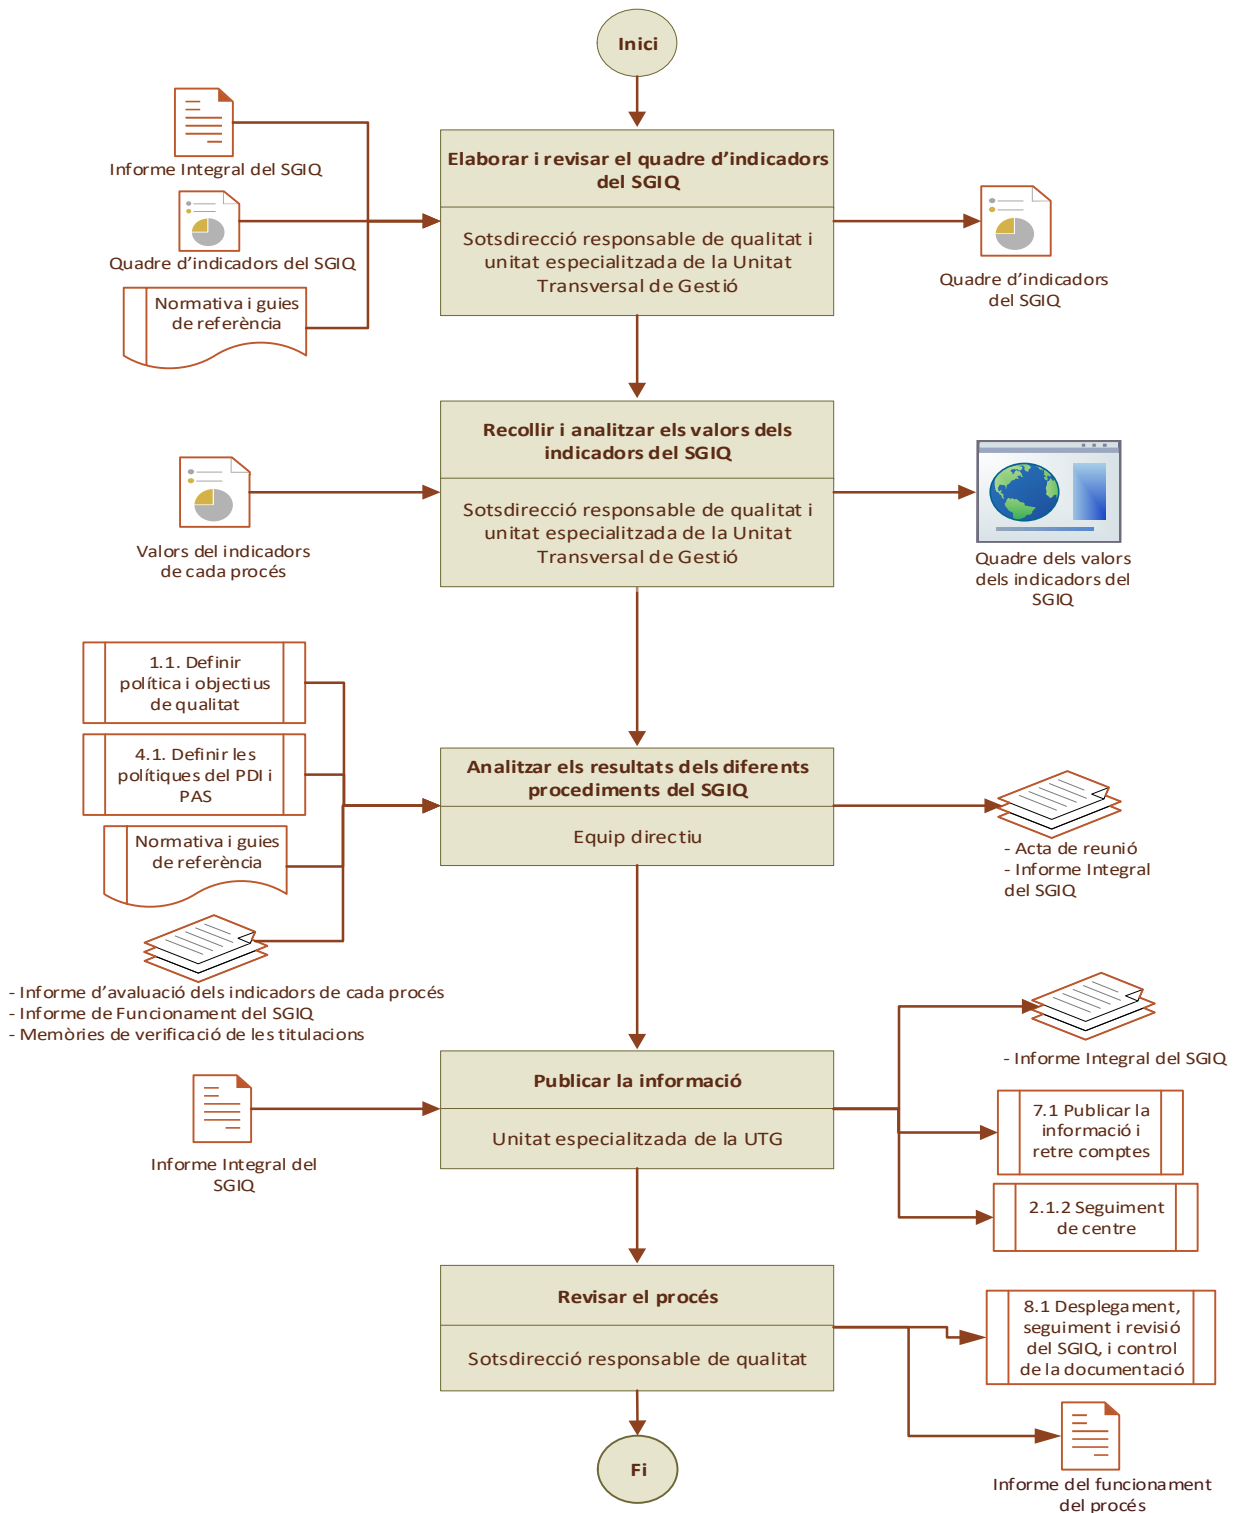 Inici
Informe Integral del SGIQ
Quadre d'indicadors del SGIQ
Normativa i guies
de referència
Elaborar i revisar el quadre d'indicadors
del SGIQ
Sotsdirecció responsable de qualitat i
unitat especialitzada de la Unitat
Transversal de Gestió
Quadre d'indicadors
del SGIQ
Valors del indicadors
de cada procés
Recollir i analitzar els valors dels
indicadors del SGIQ
Sotsdirecció responsable de qualitat i
unitat especialitzada de la Unitat
Transversal de Gestió
Quadre dels valors
dels indicadors del
SGIQ
1.1. Definir
política i objectius
de qualitat
4.1. Definir les
polítiques del PDI i
PAS
Normativa i guies
de referència
- Informe d'avaluació dels indicadors de cada procés
- Informe de Funcionament del SGIQ
- Memòries de verificació de les titulacions
Analitzar els resultats dels diferents
procediments del SGIQ
Equip directiu
- Acta de reunió
- Informe Integral
del SGIQ
Informe Integral del
SGIQ
Publicar la informació
Unitat especialitzada de la UTG
- Informe Integral del SGIQ
7.1 Publicar la
informació i
retre comptes
2.1.2 Seguiment
de centre
Revisar el procés
Sotsdirecció responsable de qualitat
8.1 Desplegament,
seguiment i revisió
del SGIQ, i control
de la documentació
Informe del funcionament
del procés
Fi